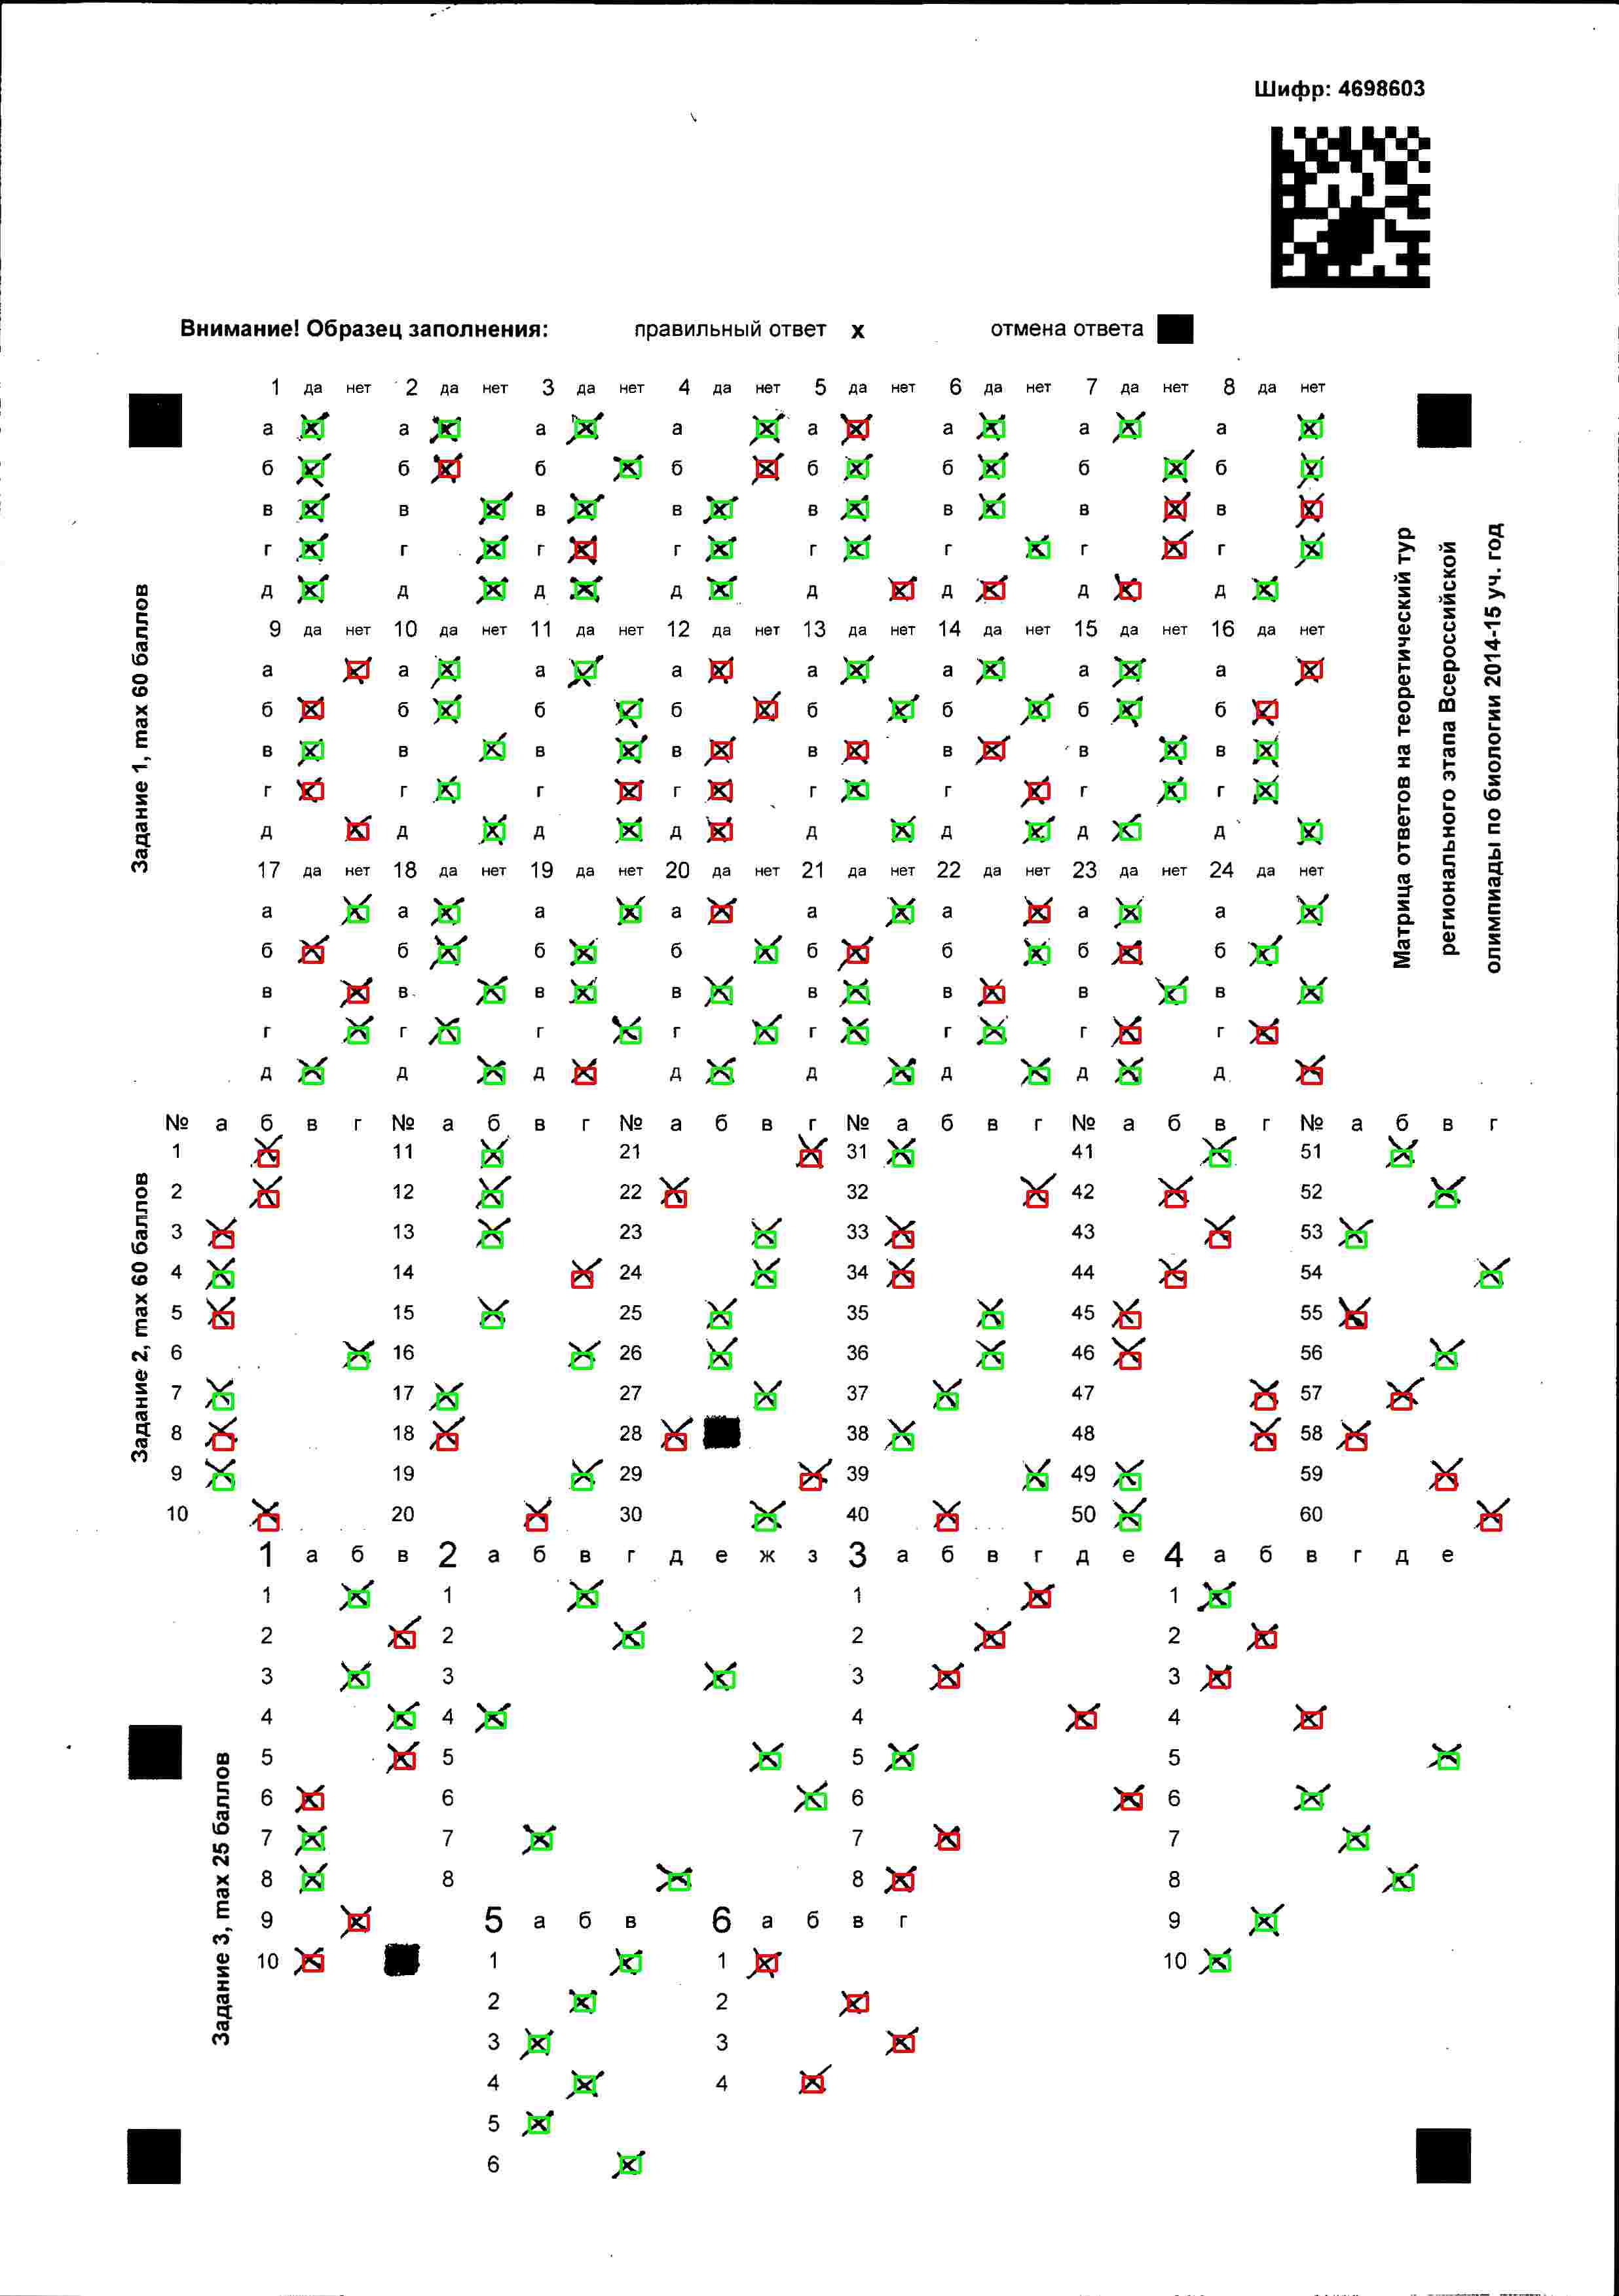 Шифр: 4698603
Внимание! Образец заполнения: правильный ответ х отмена ответа
1 да нет 2 да нет 3 да нет 4 да нет 5 да нет 6 да нет 7 да нет 8 да нет
а а а а а а а а
б б б б б б б б
в в в в в в в в
г г г г г г г г
д д д д д д д д
9 да нет 10 да нет 11 да нет 12 да нет 13 да нет 14 да нет 15 да нет 16 да нет
а а а а а а а а
б б б б б б б б
в в в в в в в в
г г г г г г г г
д д д д д д д д
17 да нет 18 да нет 19 да нет 20 да нет 21 да нет 22 да нет 23 да нет 24 да нет
а а а а а а а а
б б б б б б б б
в в в в в в в в
г г г г г г г г
д д д д д д д д
Задание 1, max 60 баллов
Матрица ответов на теоретический тур
регионального этапа Всероссийской
олимпиады по биологии 2014-15 уч. год
№ а б в г № а б в г № а б в г № а б в г № а б в г № а б в г
1 11 21 31 41 51
2 12 22 32 42 52
3 13 23 33 43 53
4 14 24 34 44 54
5 15 25 35 45 55
6 16 26 36 46 56
7 17 27 37 47 57
8 18 28 38 48 58
9 19 29 39 49 59
10 20 30 40 50 60
Задание 2, max 60 баллов
1 а б в 2 а б в г д е ж з 3 а б в г д е 4 а б в г д е
1 1 1 1
2 2 2 2
3 3 3 3
4 4 4 4
5 5 5 5
6 6 6 6
7 7 7 7
8 8 8 8
9 5 а б в 6 а б в г 9
10 1 1 10
2 2
3 3
4 4
5
6
Задание 3, max 25 баллов